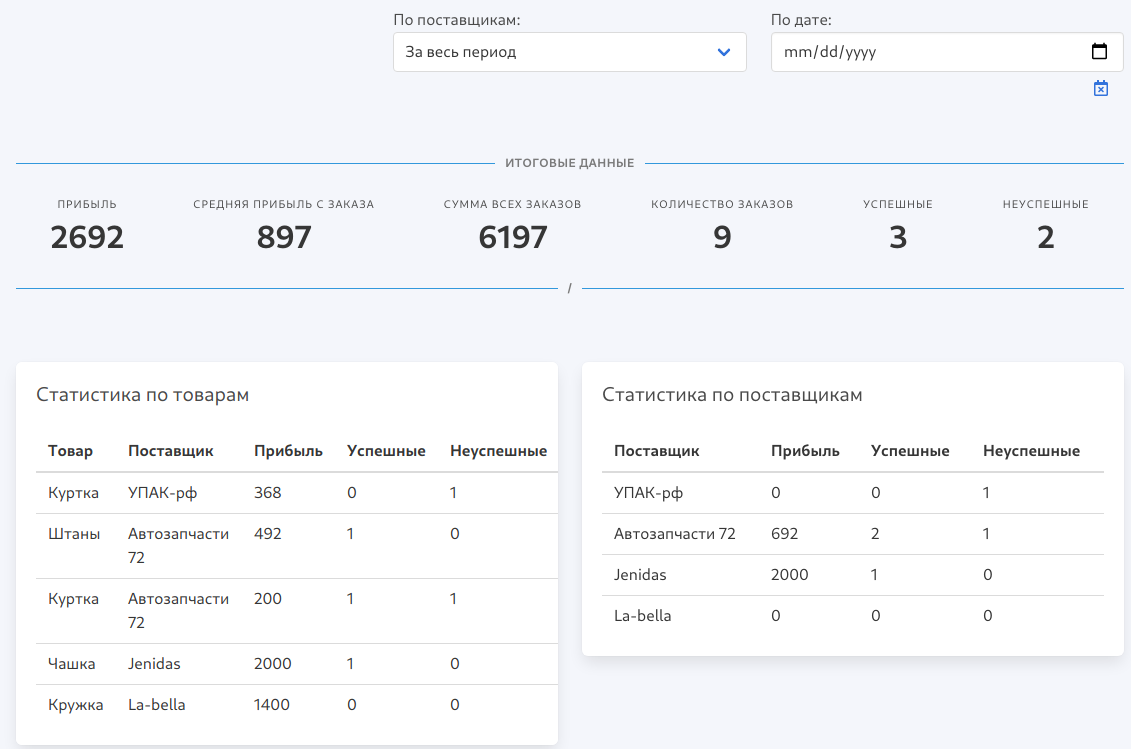 По поставщикам:
За весь период
По дате:
mm/dd/yyyy
ИТОГОВЫЕ ДАННЫЕ
ПРИБЫЛЬ
2692
СРЕДНЯЯ ПРИБЫЛЬ С ЗАКАЗА
897
СУММА ВСЕХ ЗАКАЗОВ
6197
КОЛИЧЕСТВО ЗАКАЗОВ
9
УСПЕШНЫЕ
3
НЕУСПЕШНЫЕ
2
/
Статистика по товарам
Товар Поставщик Прибыль Успешные Неуспешные
Куртка УПАК-рф 368 0 1
Штаны Автозапчасти 492 1 0
72
Куртка Автозапчасти 200 1 1
72
Чашка Jenidas 2000 1 0
Кружка La-bella 1400 0 0
Статистика по поставщикам
Поставщик Прибыль Успешные Неуспешные
УПАК-рф 0 0 1
Автозапчасти 72 692 2 1
Jenidas 2000 1 0
La-bella 0 0 0